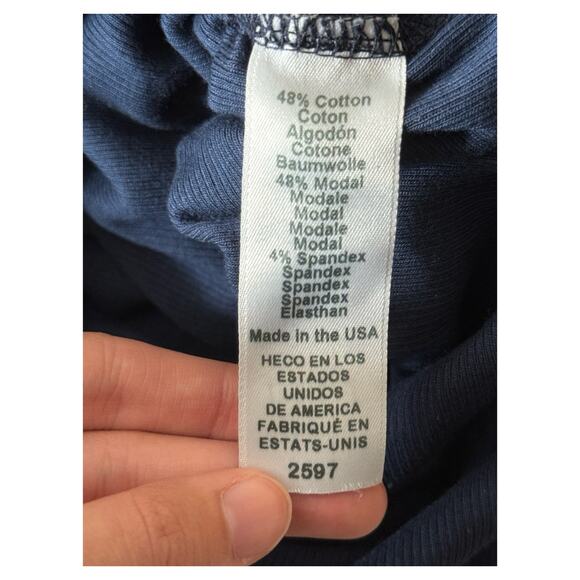 48% Cotton
Coton
Algodón
Cotone
Baumwolle
48% Modal
Modale
Modal
Modale
Modal
4% Spandex
Spandex
Spandex
Spandex
Elasthan
Made in the USA
HECO EN LOS
ESTADOS
UNIDOS
DE AMERICA
FABRIQUÉ EN
ESTATS-UNIS
2597